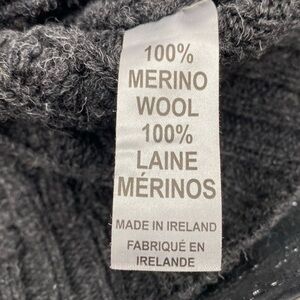 100%
MERINO
WOOL
100%
LAINE
MÉRINOS
MADE IN IRELAND
FABRIQUÉ EN
IRELANDE